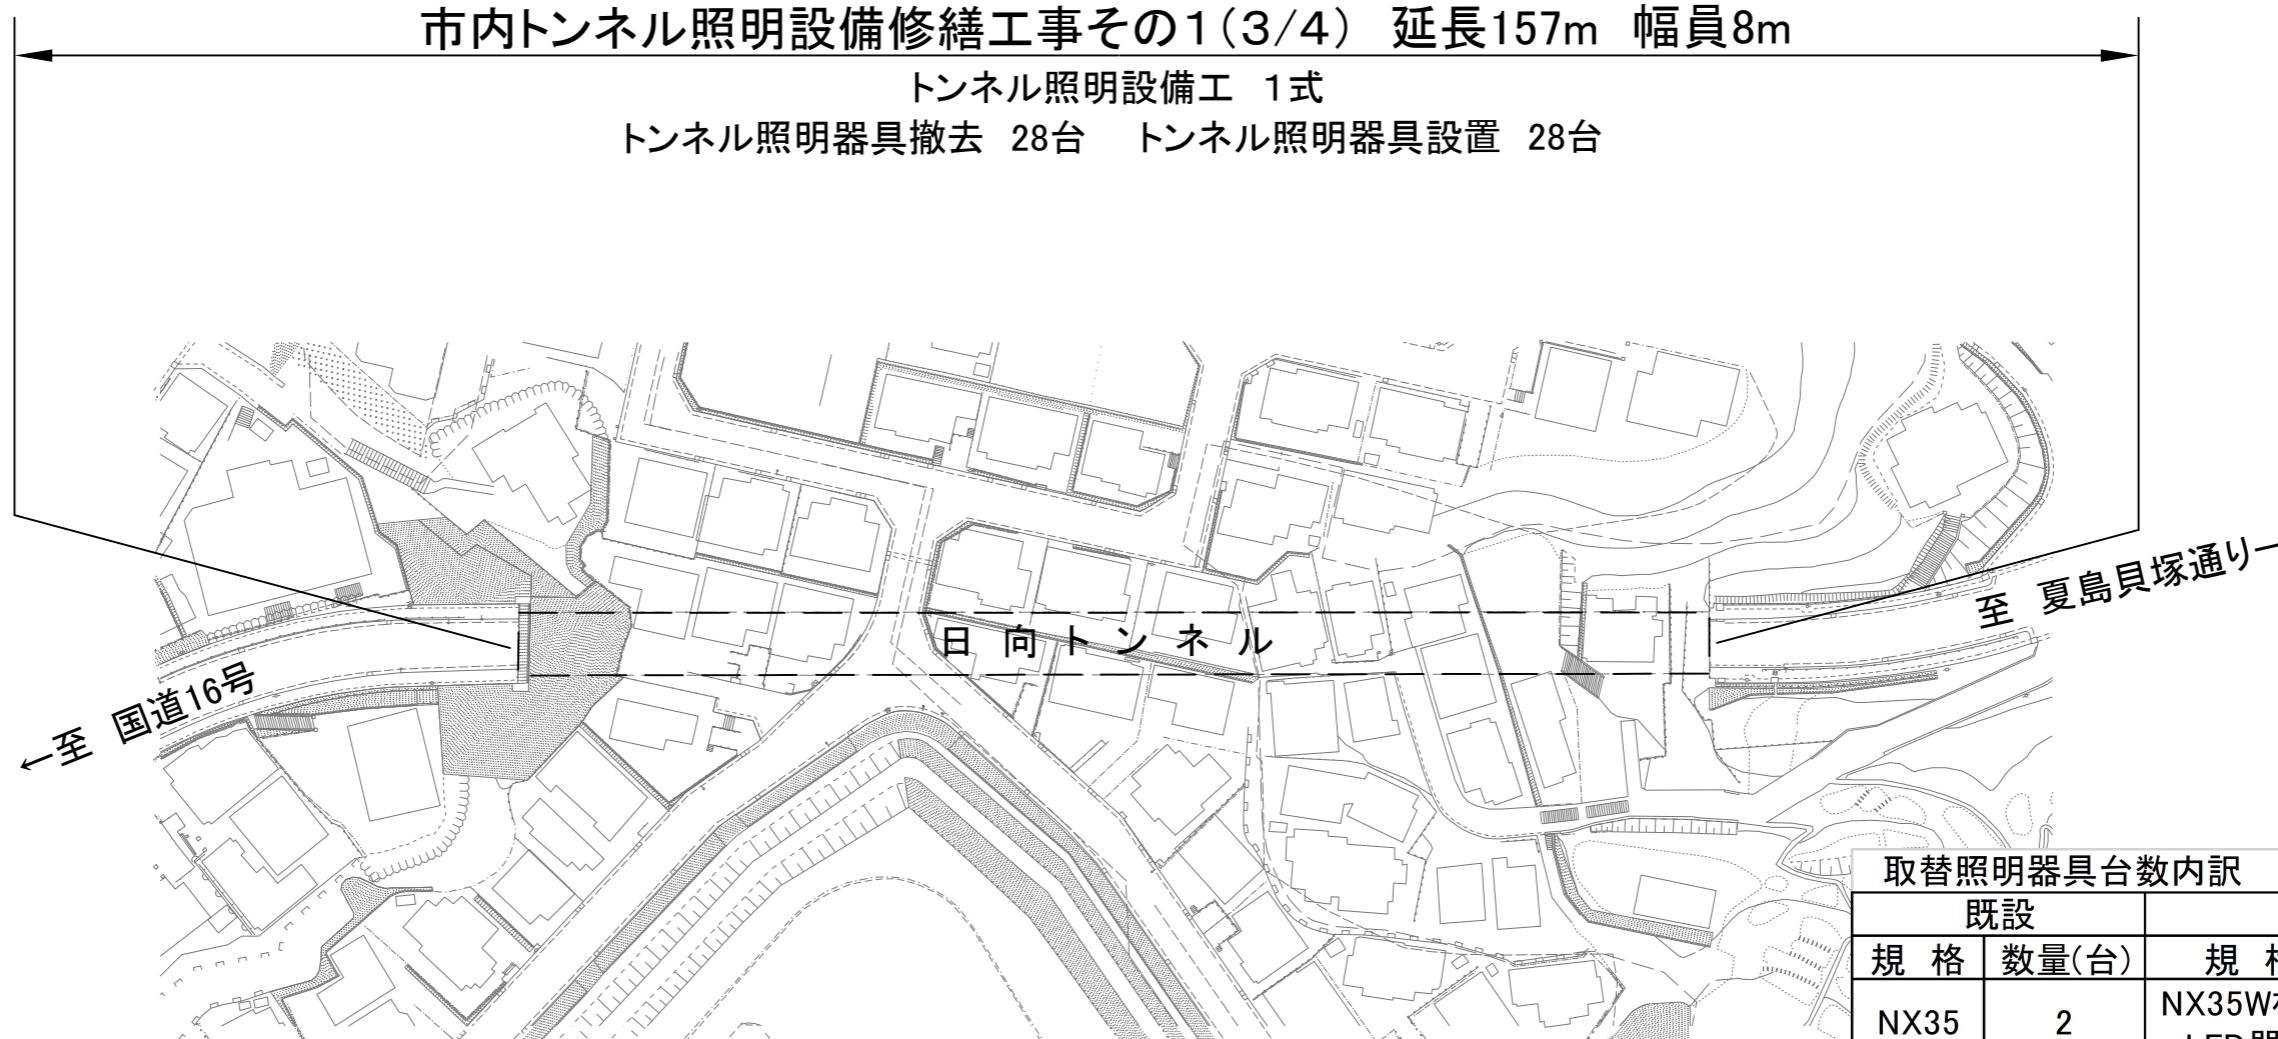 市内トンネル照明設備修繕工事その１(３/４)　延長157m　幅員8m
トンネル照明設備工　１式
トンネル照明器具撤去　28台　トンネル照明器具設置　28台
日 向 ト ン ネ ル
至　夏島貝塚通り
←至　国道16号
取替照明器具台数内訳
既設
規　格　数量(台)　規
NX35　2　NX35W